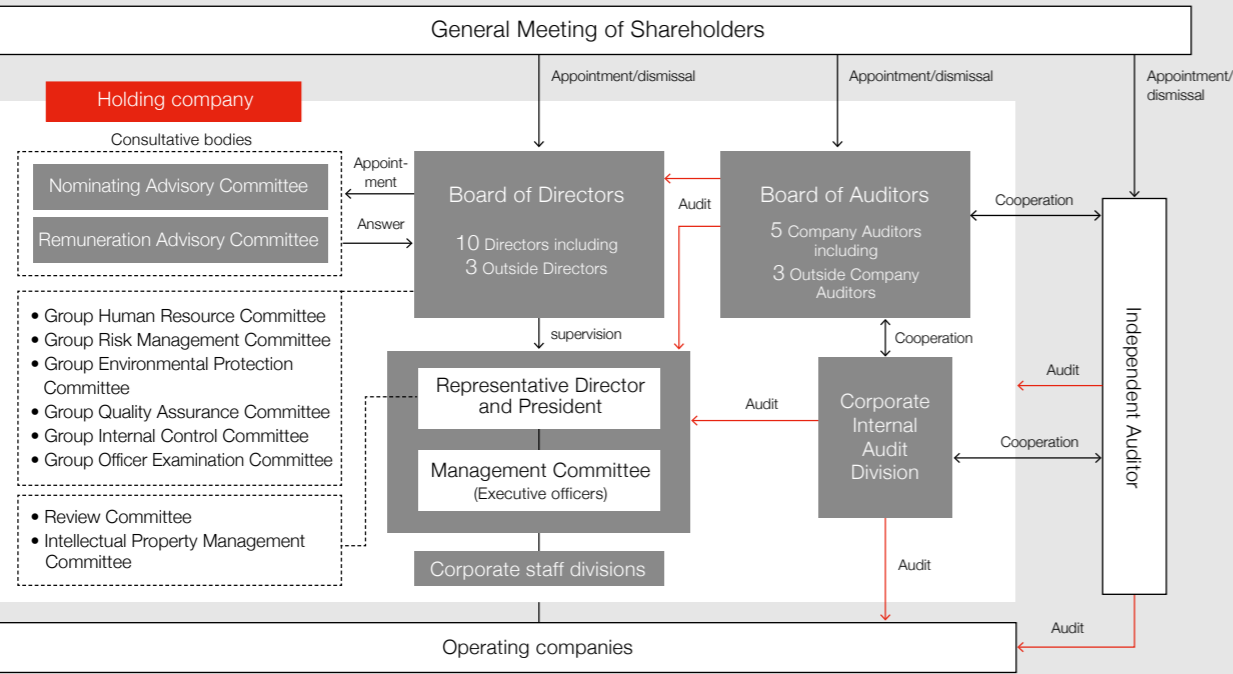 General Meeting of Shareholders
Appointment/dismissal
Appointment/dismissal
Appointment/
dismissal
Holding company
Consultative bodies
Nominating Advisory Committee
Remuneration Advisory Committee
Appoint-
ment
Answer
Board of Directors
10 Directors including
3 Outside Directors
Audit
Board of Auditors
5 Company Auditors
including
3 Outside Company
Auditors
Cooperation
• Group Human Resource Committee
• Group Risk Management Committee
• Group Environmental Protection
Committee
• Group Quality Assurance Committee
• Group Internal Control Committee
• Group Officer Examination Committee
supervision
Cooperation
Representative Director
and President
Management Committee
(Executive officers)
Audit
Corporate
Internal
Audit
Division
Audit
Cooperation
Independent Auditor
• Review Committee
• Intellectual Property Management
Committee
Corporate staff divisions
Audit
Audit
Operating companies